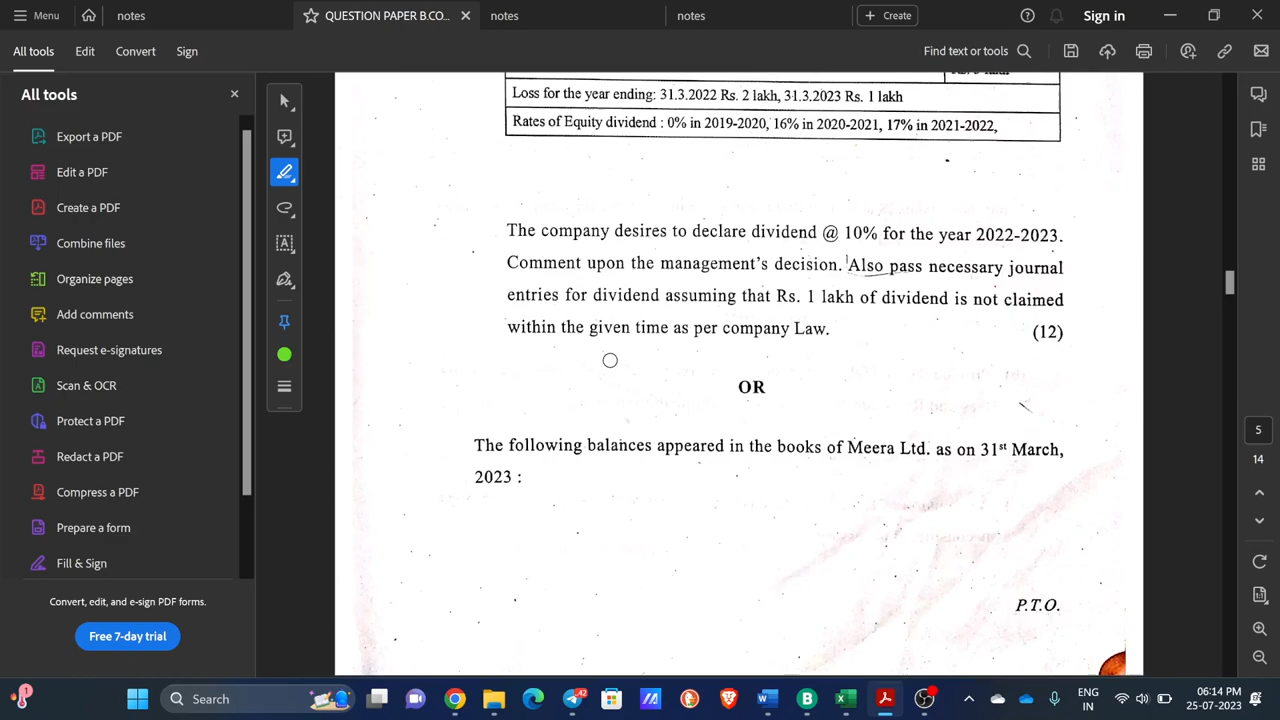 Menu notes QUESTION PAPER B.CO... notes notes Create Sign in
All tools Edit Convert Sign Find text or tools
All tools
Export a PDF
Edit a PDF
Create a PDF
Combine files
Organize pages
Add comments
Request e-signatures
Scan & OCR
Protect a PDF
Redact a PDF
Compress a PDF
Prepare a form
Fill & Sign
Convert, edit, and e-sign PDF forms.
Free 7-day trial
Loss for the year ending: 31.3.2022 Rs. 2 lakh, 31.3.2023 Rs. 1 lakh
Rates of Equity dividend : 0% in 2019-2020, 16% in 2020-2021, 17% in 2021-2022,
The company desires to declare dividend @ 10% for the year 2022-2023.
Comment upon the management's decision. Also pass necessary journal
entries for dividend assuming that Rs. 1 lakh of dividend is not claimed
within the given time as per company Law. (12)
OR
The following balances appeared in the books of Meera Ltd. as on 31st March,
2023 :
P.T.O.
5
14
Search
42
ENG
IN
06:14 PM
25-07-2023